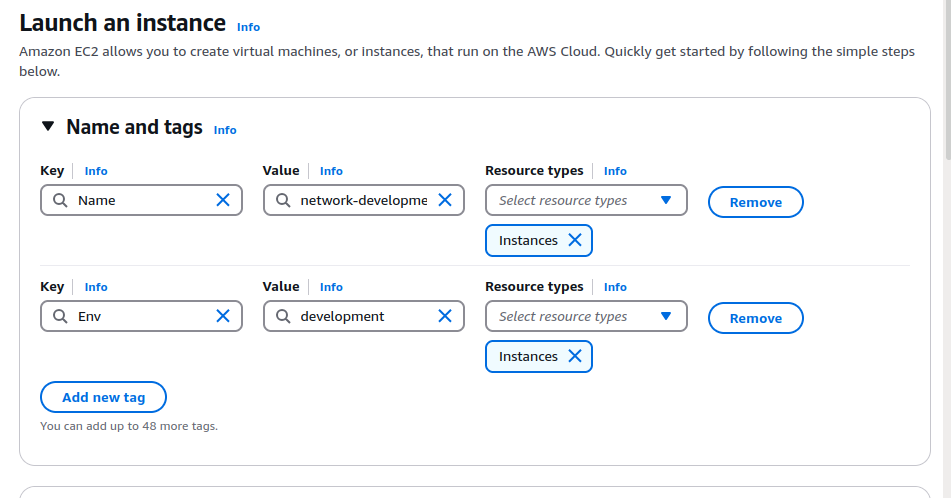 Launch an instance Info
Amazon EC2 allows you to create virtual machines, or instances, that run on the AWS Cloud. Quickly get started by following the simple steps
below.
Name and tags Info
Key Info Value Info Resource types Info
Name network-developme Select resource types Remove
Instances
Key Info Value Info Resource types Info
Env development Select resource types Remove
Instances
Add new tag
You can add up to 48 more tags.